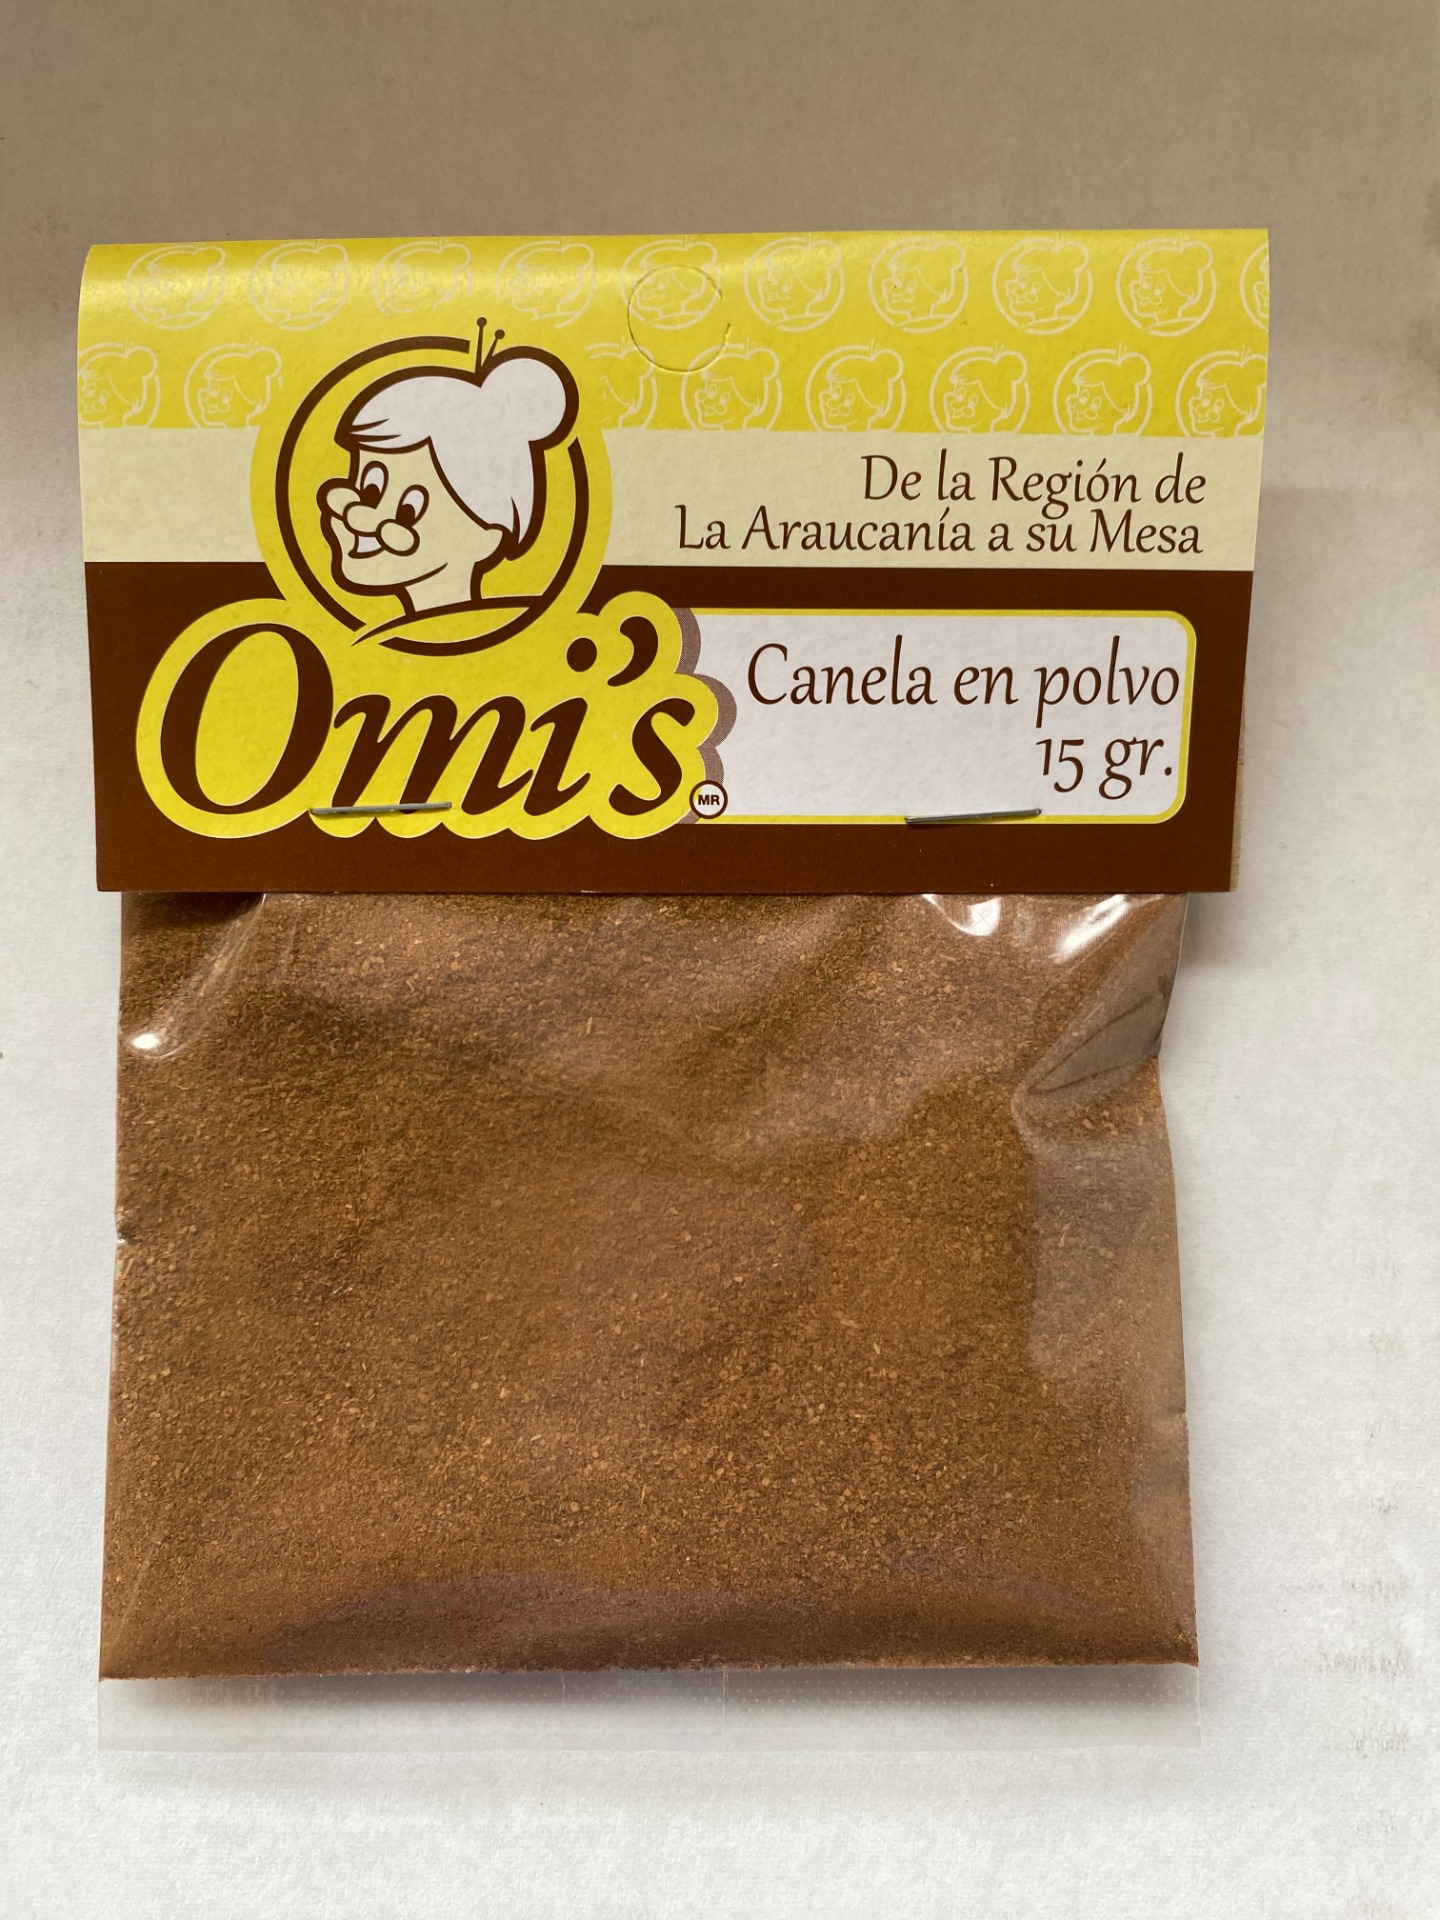 De la Región de
La Araucanía a su Mesa
Omi's
MR
Canela en polvo
15 gr.